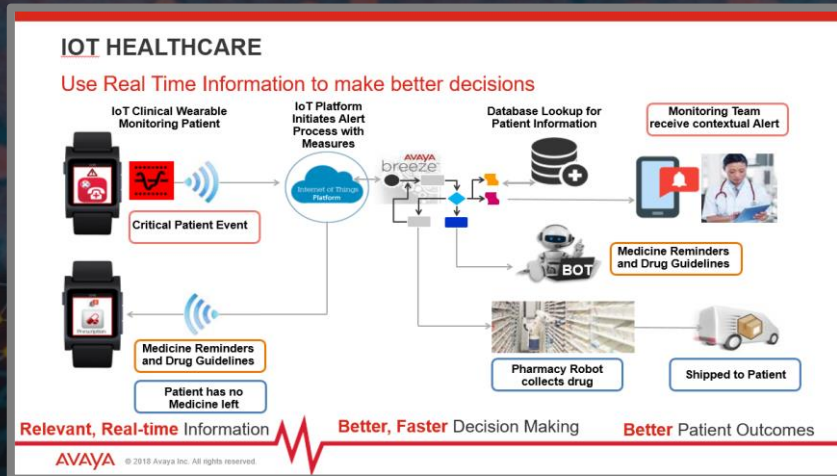 IOT HEALTHCARE
Use Real Time Information to make better decisions
IoT Clinical Wearable
Monitoring Patient
IoT Platform
Initiates Alert
Process with
Measures
Database Lookup for
Patient Information
Monitoring Team
receive contextual Alert
AVAYA
breeze
Internet of Things
Platform
Critical Patient Event
BOT
Medicine Reminders
and Drug Guidelines
Prescription
Medicine Reminders
and Drug Guidelines
Patient has no
Medicine left
Pharmacy Robot
collects drug
Shipped to Patient
Relevant, Real-time Information
Better, Faster Decision Making
Better Patient Outcomes
AVAYA
© 2018 Avaya Inc. All rights reserved